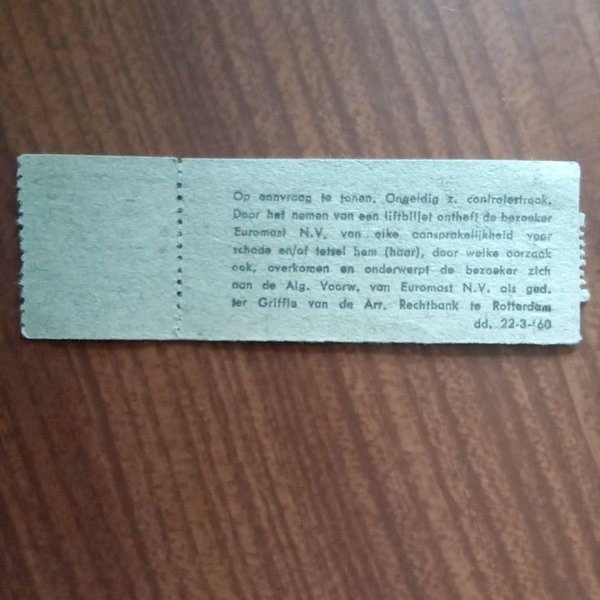 Op aanvraag te tonen. Ongeldig z. controlestrook.
Door het nemen van een liftbiljet ontheft de bezoeker
Euromast N.V. van elke aansprakelijkheid voor
schade en/of letsel hem (haar), door welke oorzaak
ook, overkomen en onderwerpt de bezoeker zich
aan de Alg. Voorw. van Euromast N.V. als ged.
ter Griffie van de Arr. Rechtbank te Rotterdam
dd. 22-3-'60